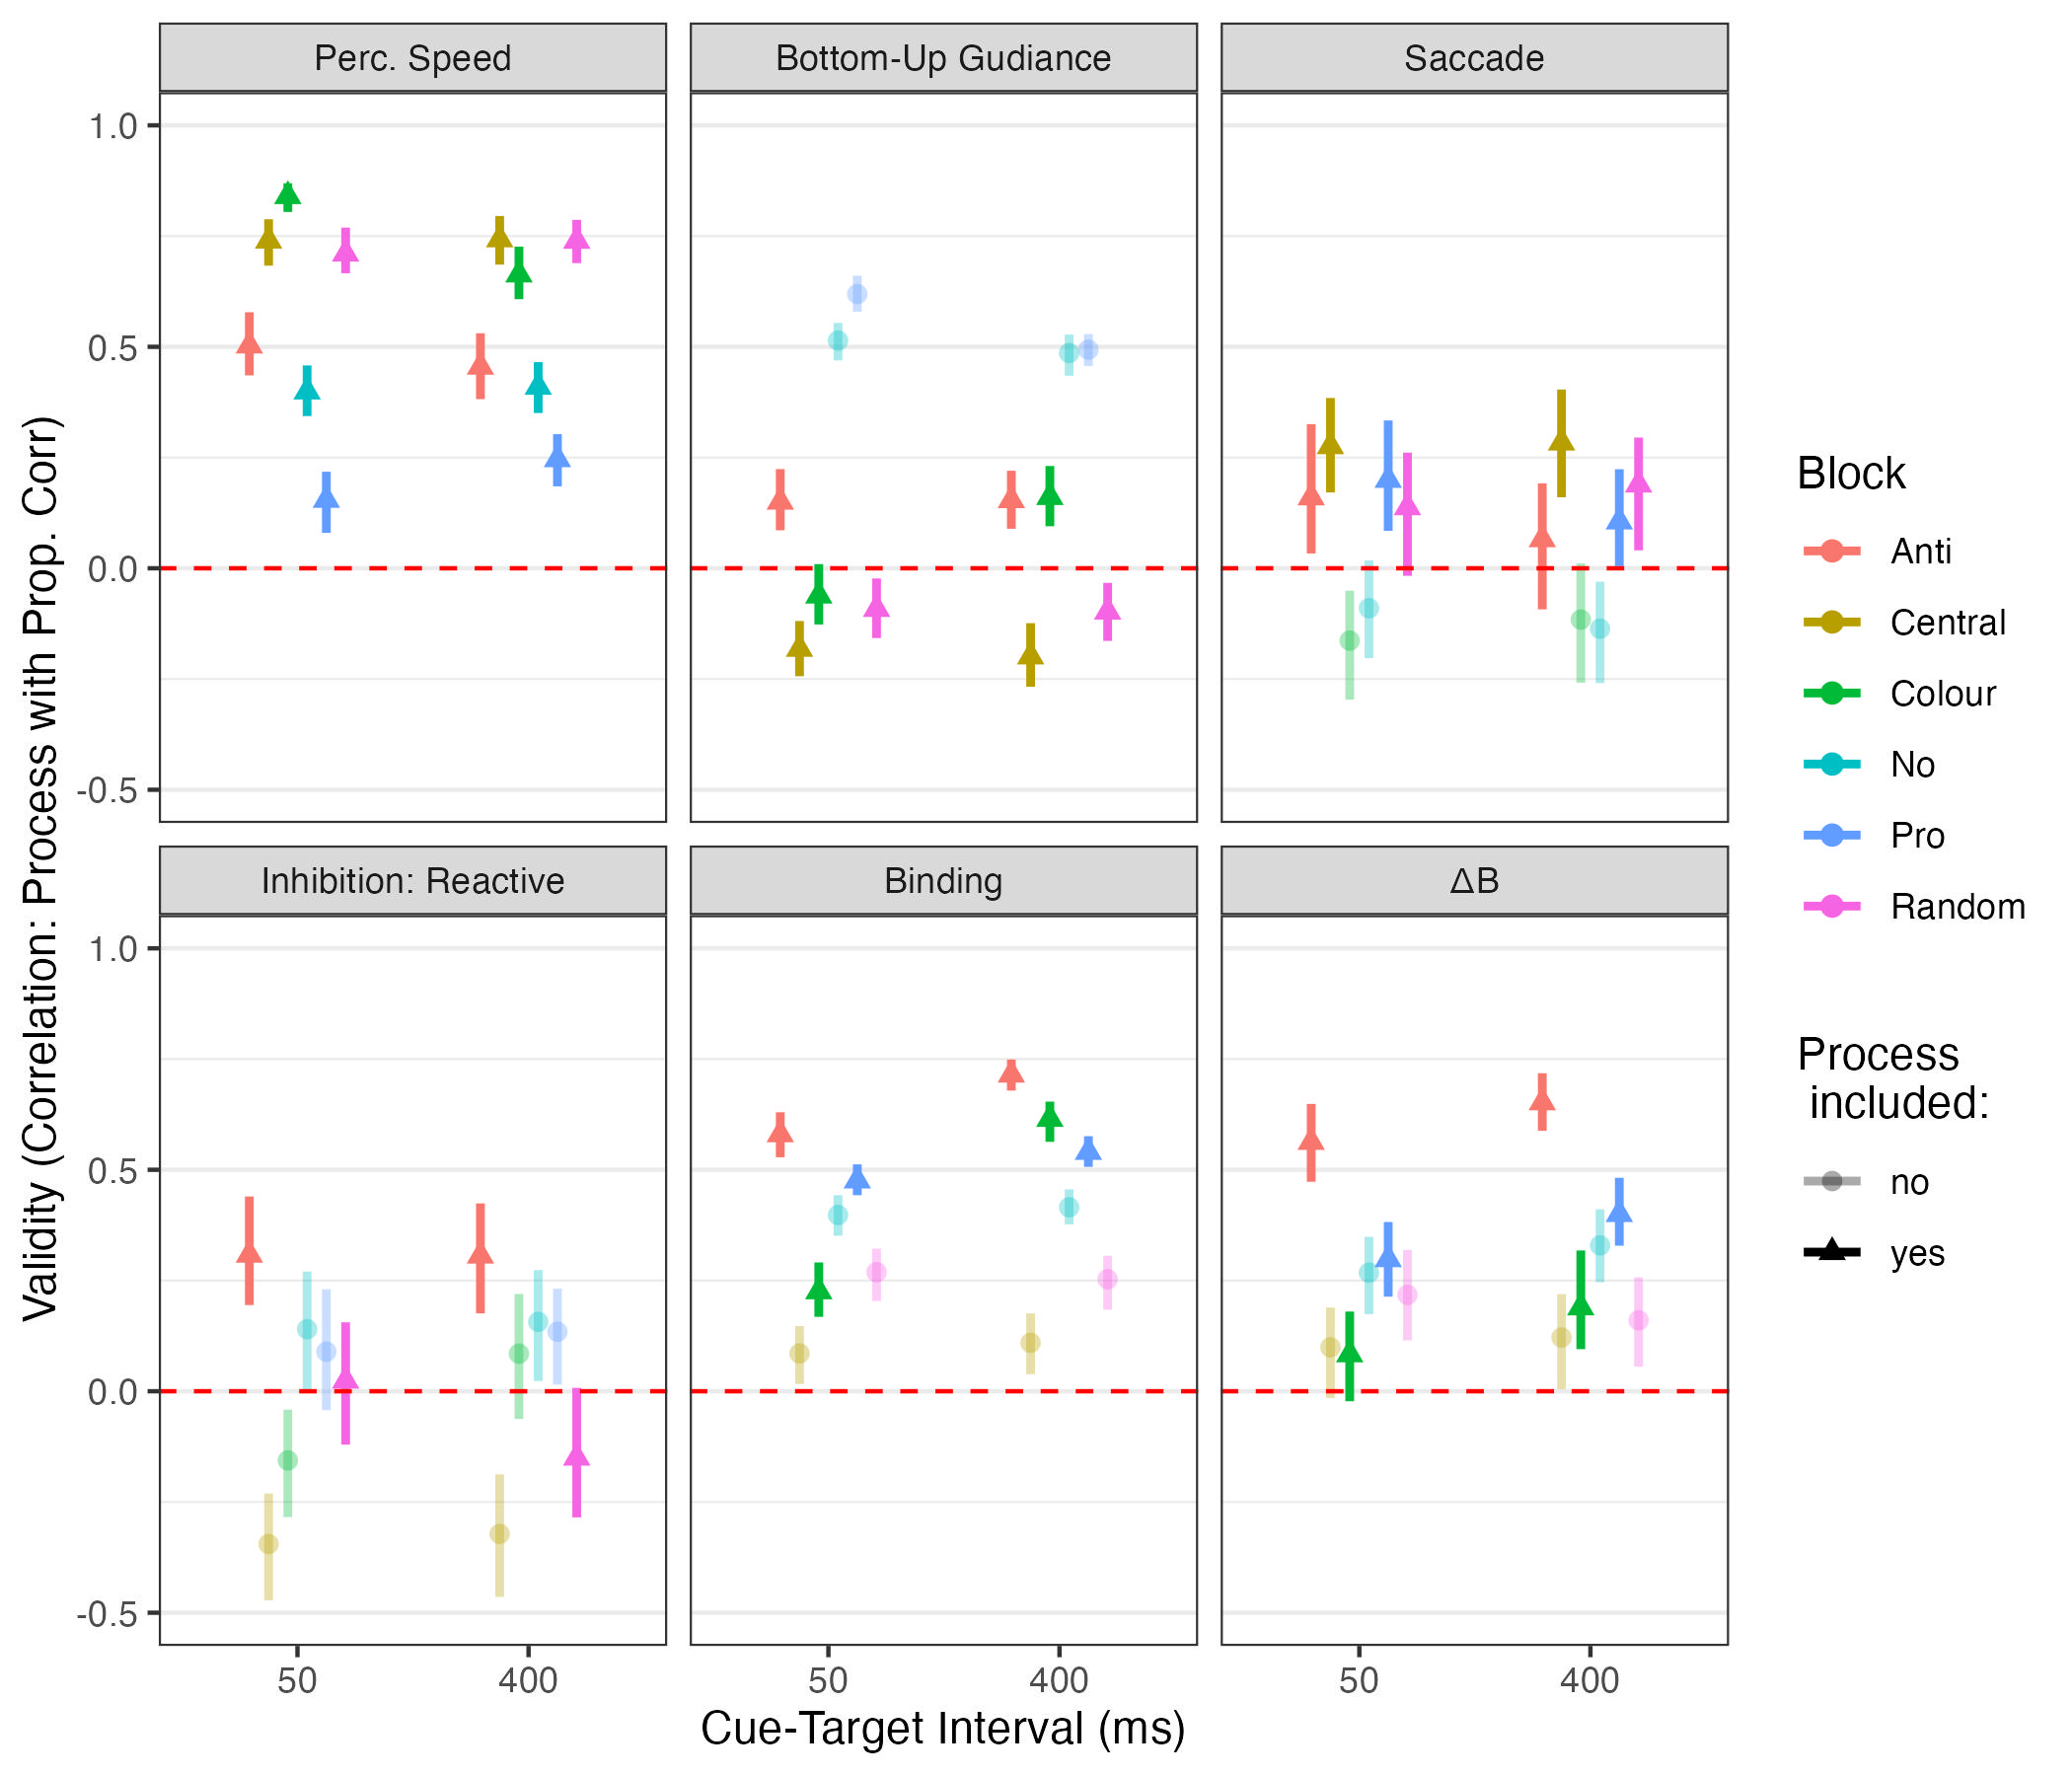 Perc. Speed
Bottom-Up Gudiance
Saccade
1.0
0.5
0.0
-0.5
Inhibition: Reactive
Binding
ΔB
1.0
0.5
0.0
-0.5
50
400
50
400
50
400
Cue-Target Interval (ms)
Validity (Correlation: Process with Prop. Corr)
Block
Anti
Central
Colour
No
Pro
Random
Process
included:
no
yes